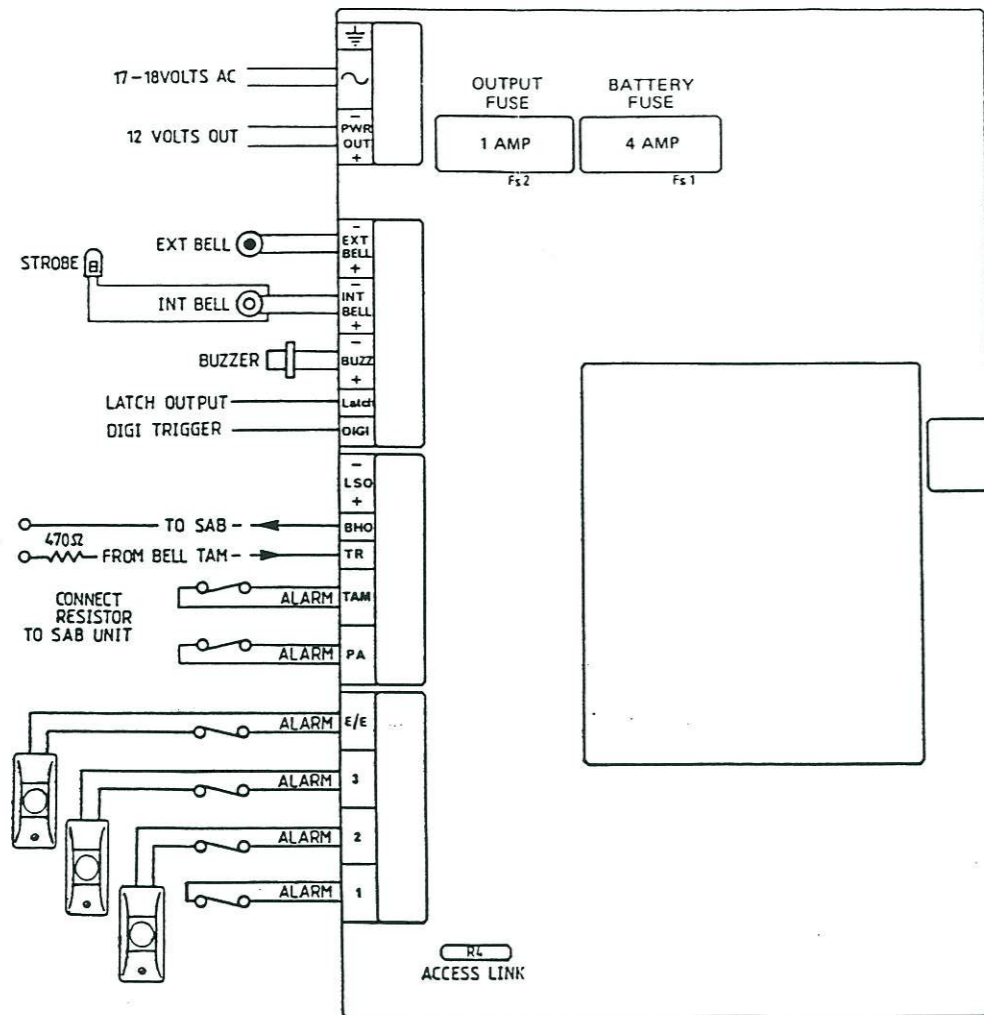 17-18VOLTS AC
~
OUTPUT
FUSE
1 AMP
Fs2
BATTERY
FUSE
4 AMP
Fs1
12 VOLTS OUT
-
PWR
OUT
+
EXT BELL
-
EXT
BELL
+
STROBE
INT BELL
-
INT
BELL
+
BUZZER
-
BUZZ
+
LATCH OUTPUT
Latch
DIGI TRIGGER
DIGI
-
LSO
+
TO SAB
BHO
470Ω
FROM BELL TAM
TR
CONNECT
RESISTOR
TO SAB UNIT
ALARM TAM
ALARM PA
ALARM E/E
ALARM 3
ALARM 2
ALARM 1
R4
ACCESS LINK